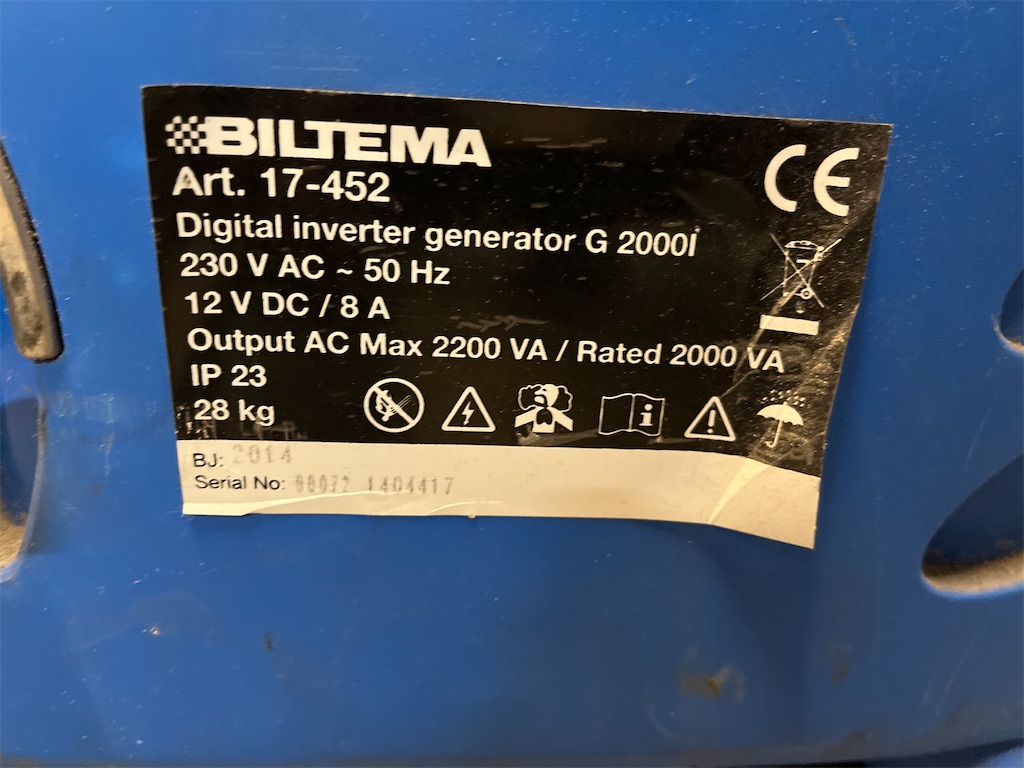 BILTEMA
Art. 17-452
Digital inverter generator G 2000I
230 V AC ~ 50 Hz
12 V DC / 8 A
Output AC Max 2200 VA / Rated 2000 VA
IP 23
28 kg
BJ: 2014
Serial No: 00072 1404417
CE